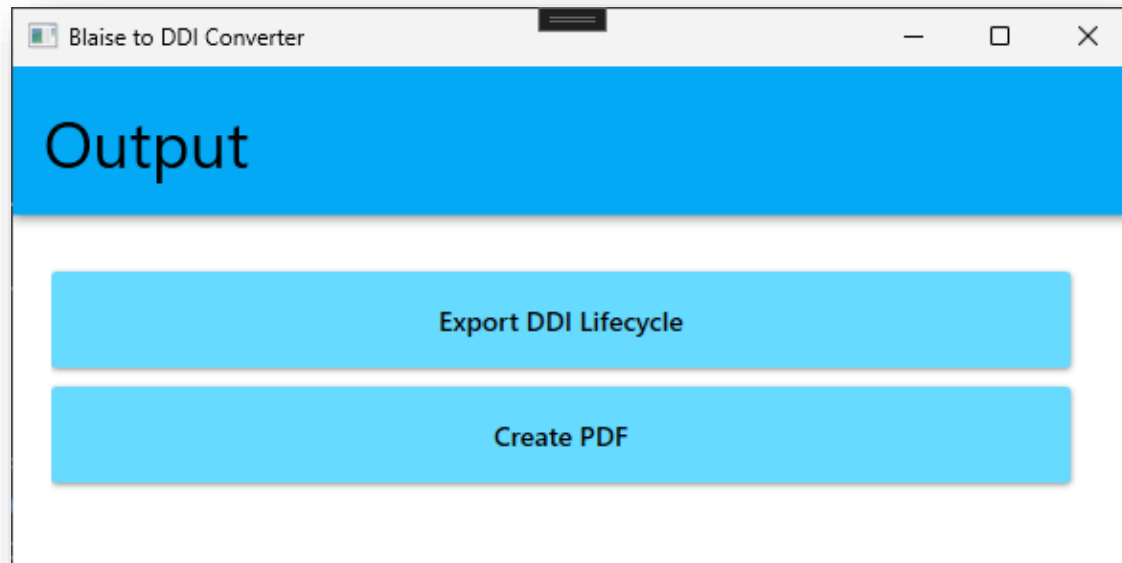 Blaise to DDI Converter
Output
Export DDI Lifecycle
Create PDF